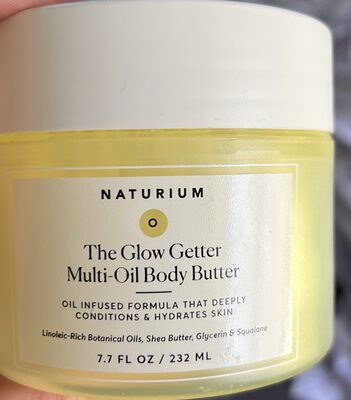 NATURIUM
O
The Glow Getter
Multi-Oil Body Butter
OIL INFUSED FORMULA THAT DEEPLY
CONDITIONS & HYDRATES SKIN
Linoleic-Rich Botanical Oils, Shea Butter, Glycerin & Squalane
7.7 FL OZ / 232 ML